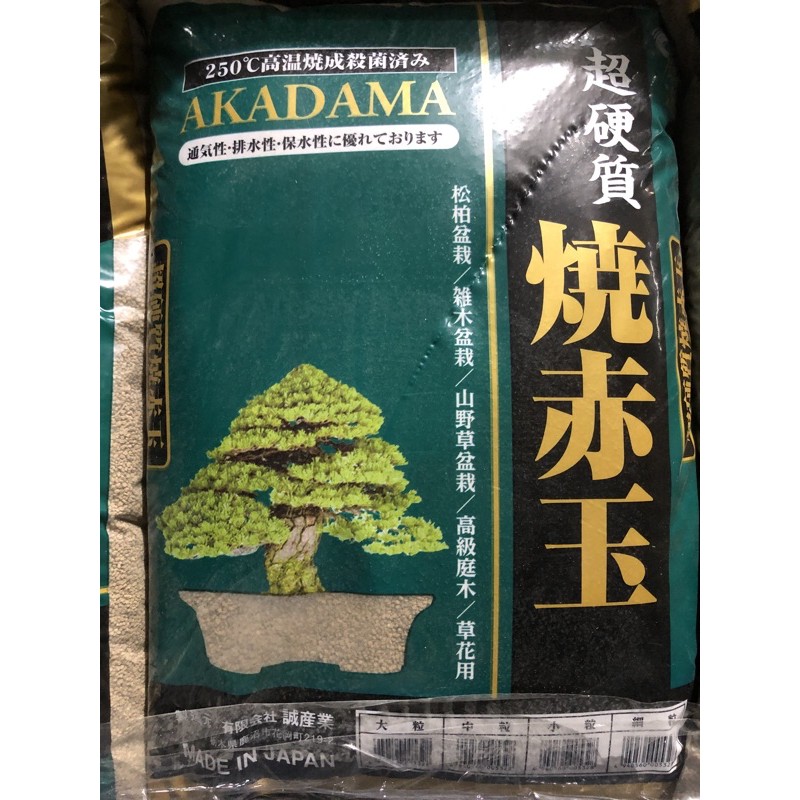 250℃高温焼成殺菌済み
AKADAMA
通気性・排水性・保水性に優れております
超硬質
焼赤玉
松柏盆栽/雑木盆栽/山野草盆栽/高級庭木/草花用
有限会社 誠産業
MADE IN JAPAN
大粒
中粒
小粒
細粒